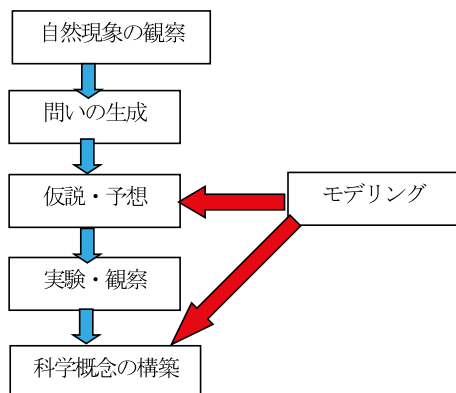 自然現象の観察
問いの生成
仮説・予想
モデリング
実験・観察
科学概念の構築